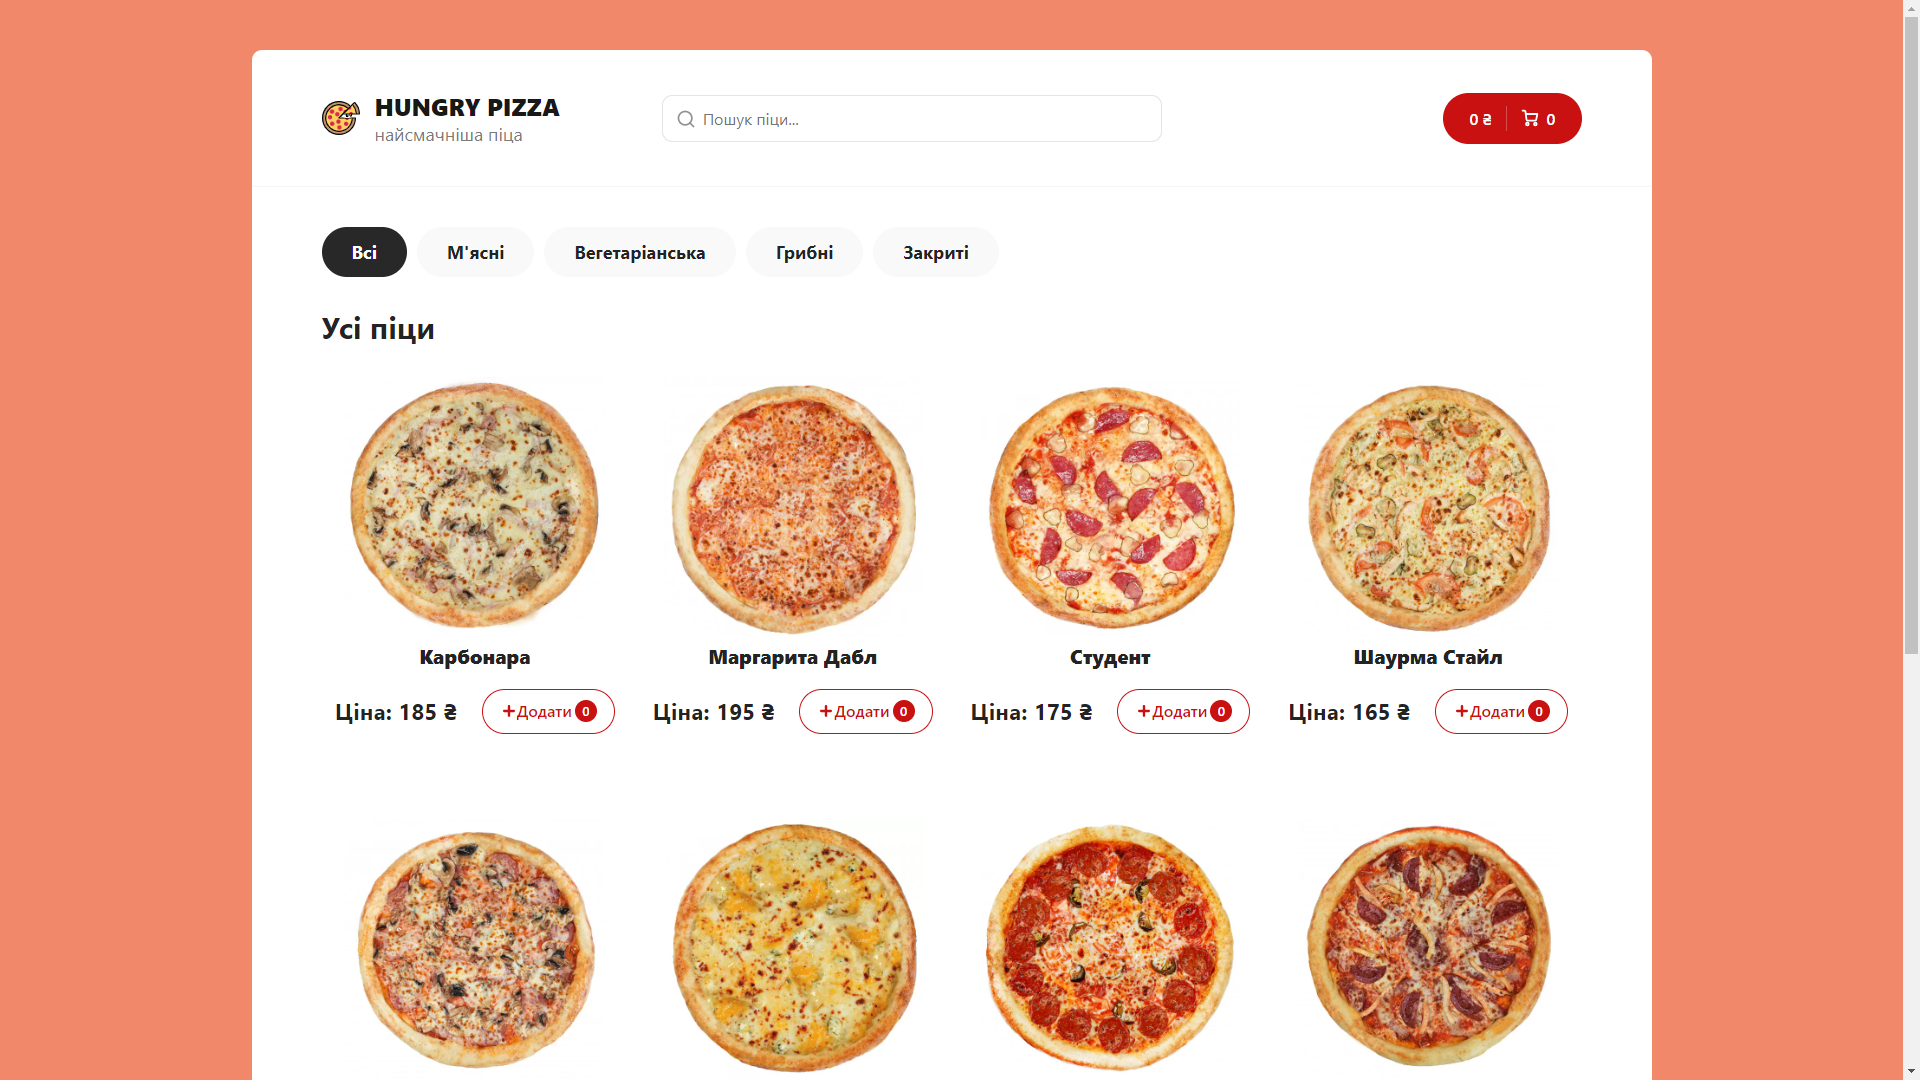 HUNGRY PIZZA
найсмачніша піца
Пошук піци...
0 ₴ 0
Всі М'ясні Вегетаріанська Грибні Закриті
Усі піци
Карбонара
Ціна: 185 ₴ +Додати 0
Маргарита Дабл
Ціна: 195 ₴ +Додати 0
Студент
Ціна: 175 ₴ +Додати 0
Шаурма Стайл
Ціна: 165 ₴ +Додати 0